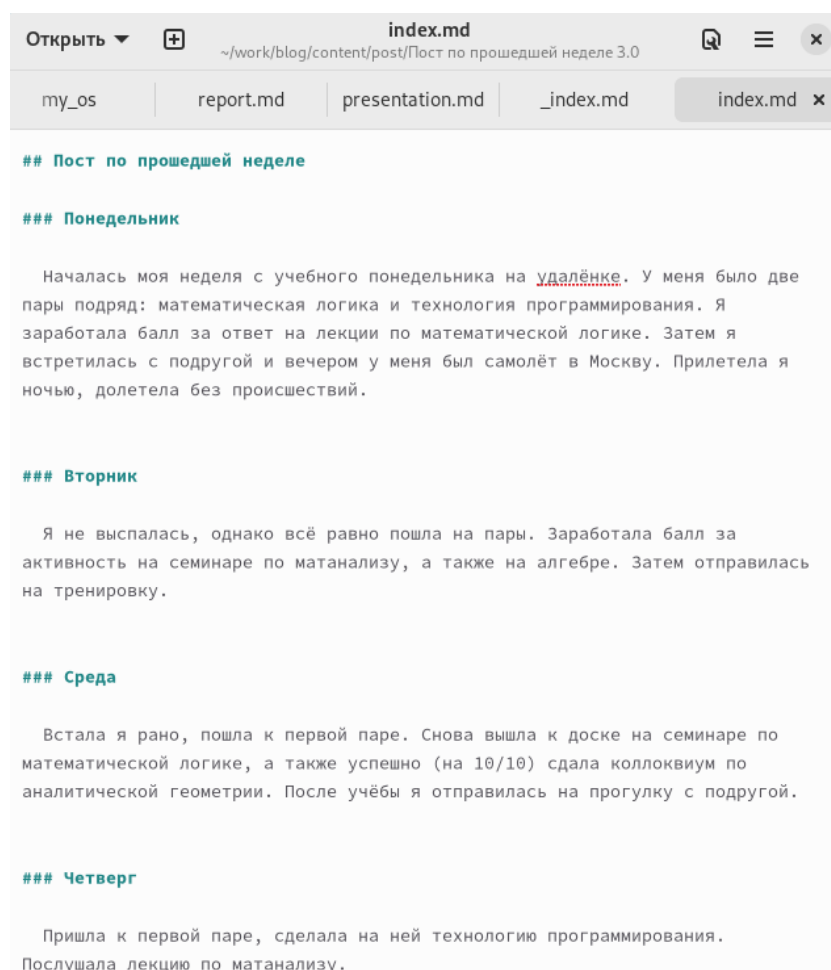 Открыть
index.md
~/work/blog/content/post/Пост по прошедшей неделе 3.0
my_os
report.md
presentation.md
_index.md
index.md
## Пост по прошедшей неделе
### Понедельник
Началась моя неделя с учебного понедельника на удалёнке. У меня было две
пары подряд: математическая логика и технология программирования. Я
заработала балл за ответ на лекции по математической логике. Затем я
встретилась с подругой и вечером у меня был самолёт в Москву. Прилетела я
ночью, долетела без происшествий.
### Вторник
Я не выспалась, однако всё равно пошла на пары. Заработала балл за
активность на семинаре по матанализу, а также на алгебре. Затем отправилась
на тренировку.
### Среда
Встала я рано, пошла к первой паре. Снова вышла к доске на семинаре по
математической логике, а также успешно (на 10/10) сдала коллоквиум по
аналитической геометрии. После учёбы я отправилась на прогулку с подругой.
### Четверг
Пришла к первой паре, сделала на ней технологию программирования.
Послушала лекцию по матанализу.